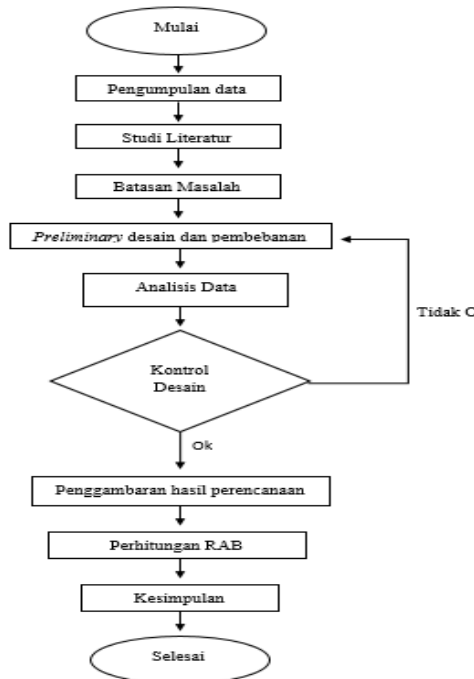 Mulai
Pengumpulan data
Studi Literatur
Batasan Masalah
Preliminary desain dan pembebanan
Analisis Data
Tidak O
Kontrol
Desain
Ok
Penggambaran hasil perencanaan
Perhitungan RAB
Kesimpulan
Selesai